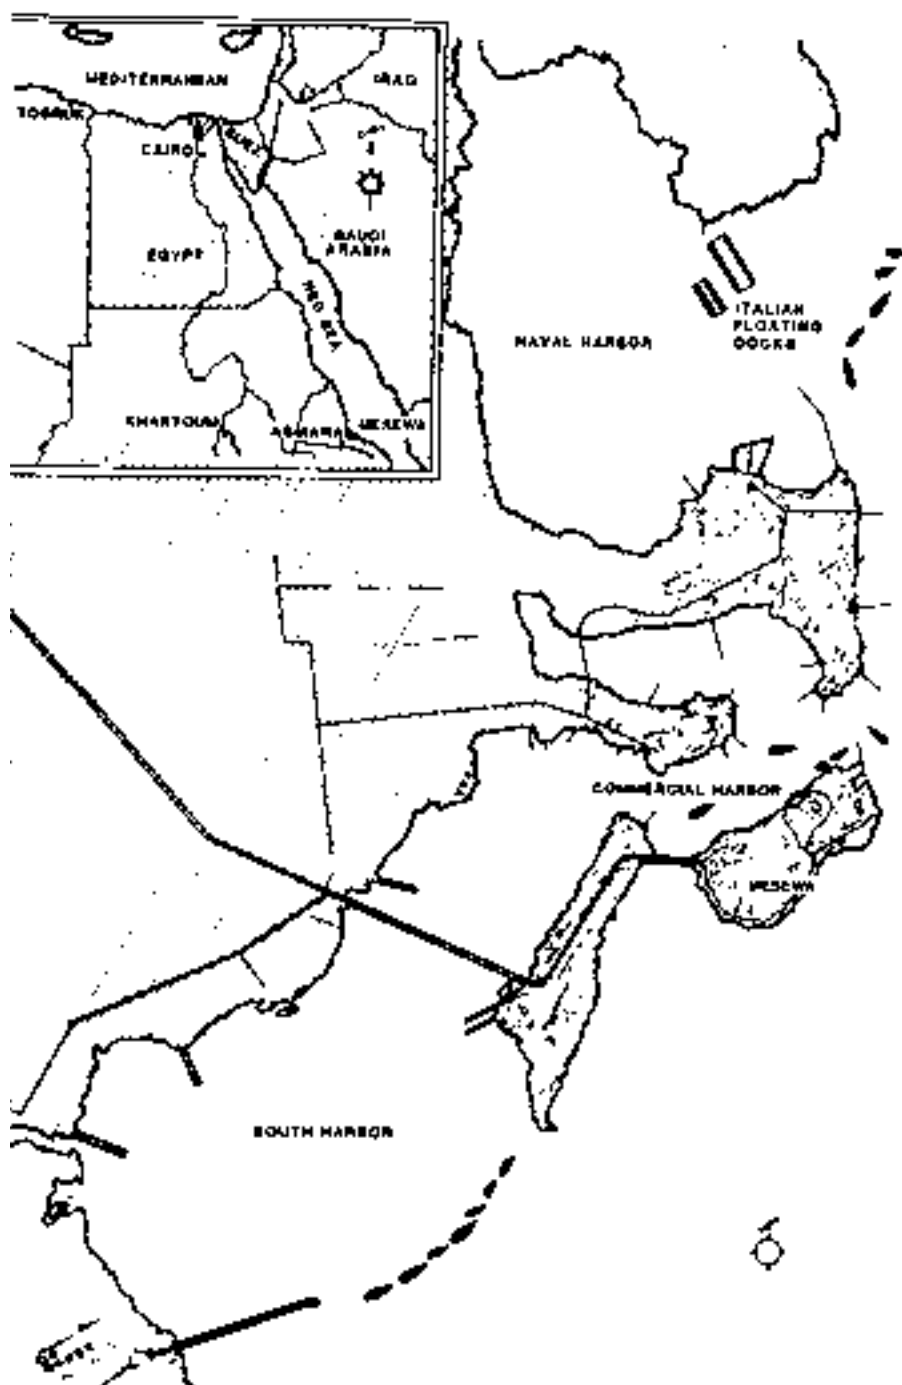 MEDITERRANEAN
IRAQ
TOBRUK
SUEZ
CAIRO
SAUDI
ARABIA
EGYPT
RED SEA
KHARTOUM
ASMARA
MESEWA
ITALIAN
FLOATING
DOCKS
NAVAL HARBOR
COMMERCIAL HARBOR
MESEWA
SOUTH HARBOR